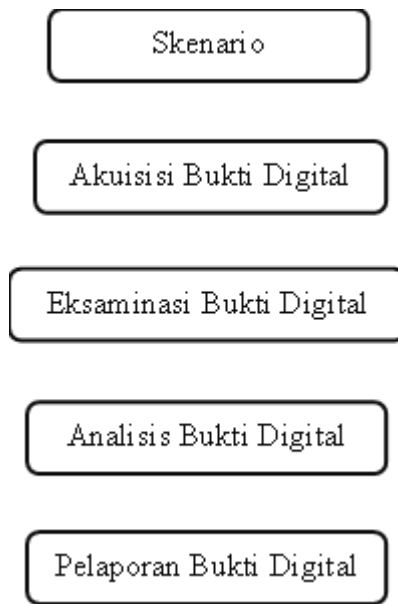 Skenario
Akuisisi Bukti Digital
Eksaminasi Bukti Digital
Analisis Bukti Digital
Pelaporan Bukti Digital